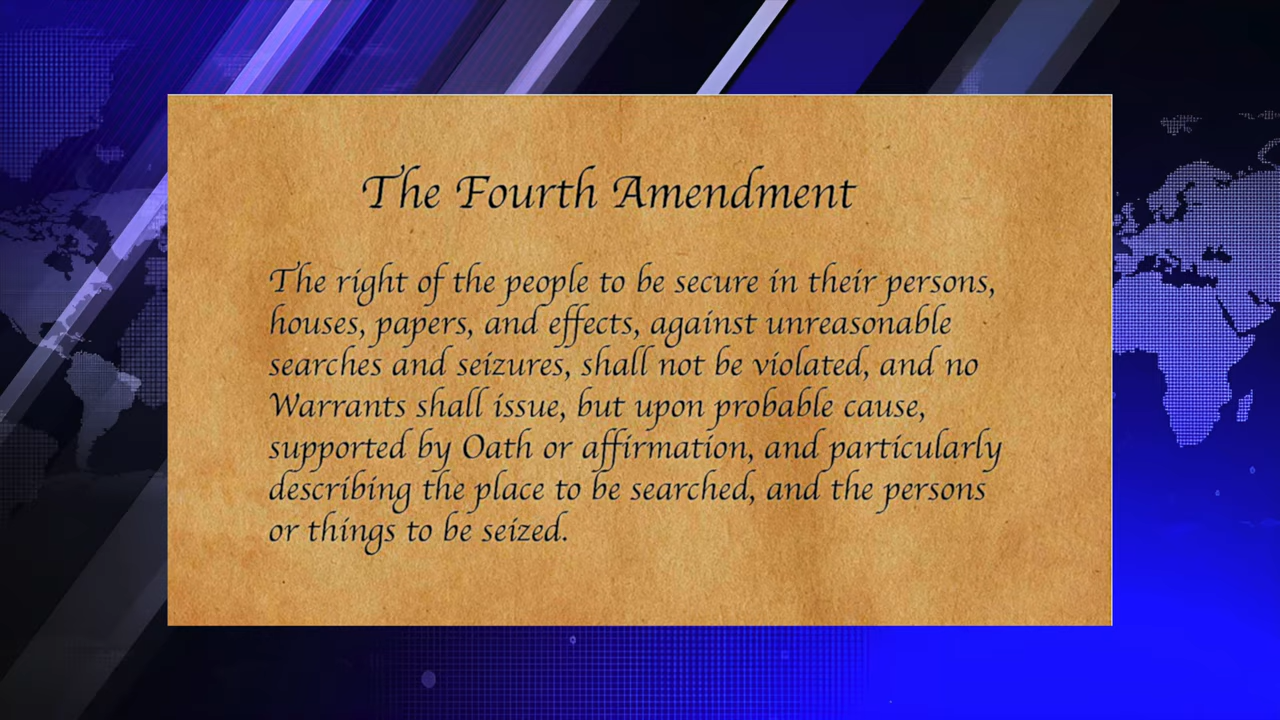 The Fourth Amendment
The right of the people to be secure in their persons,
houses, papers, and effects, against unreasonable
searches and seizures, shall not be violated, and no
Warrants shall issue, but upon probable cause,
supported by Oath or affirmation, and particularly
describing the place to be searched, and the persons
or things to be seized.